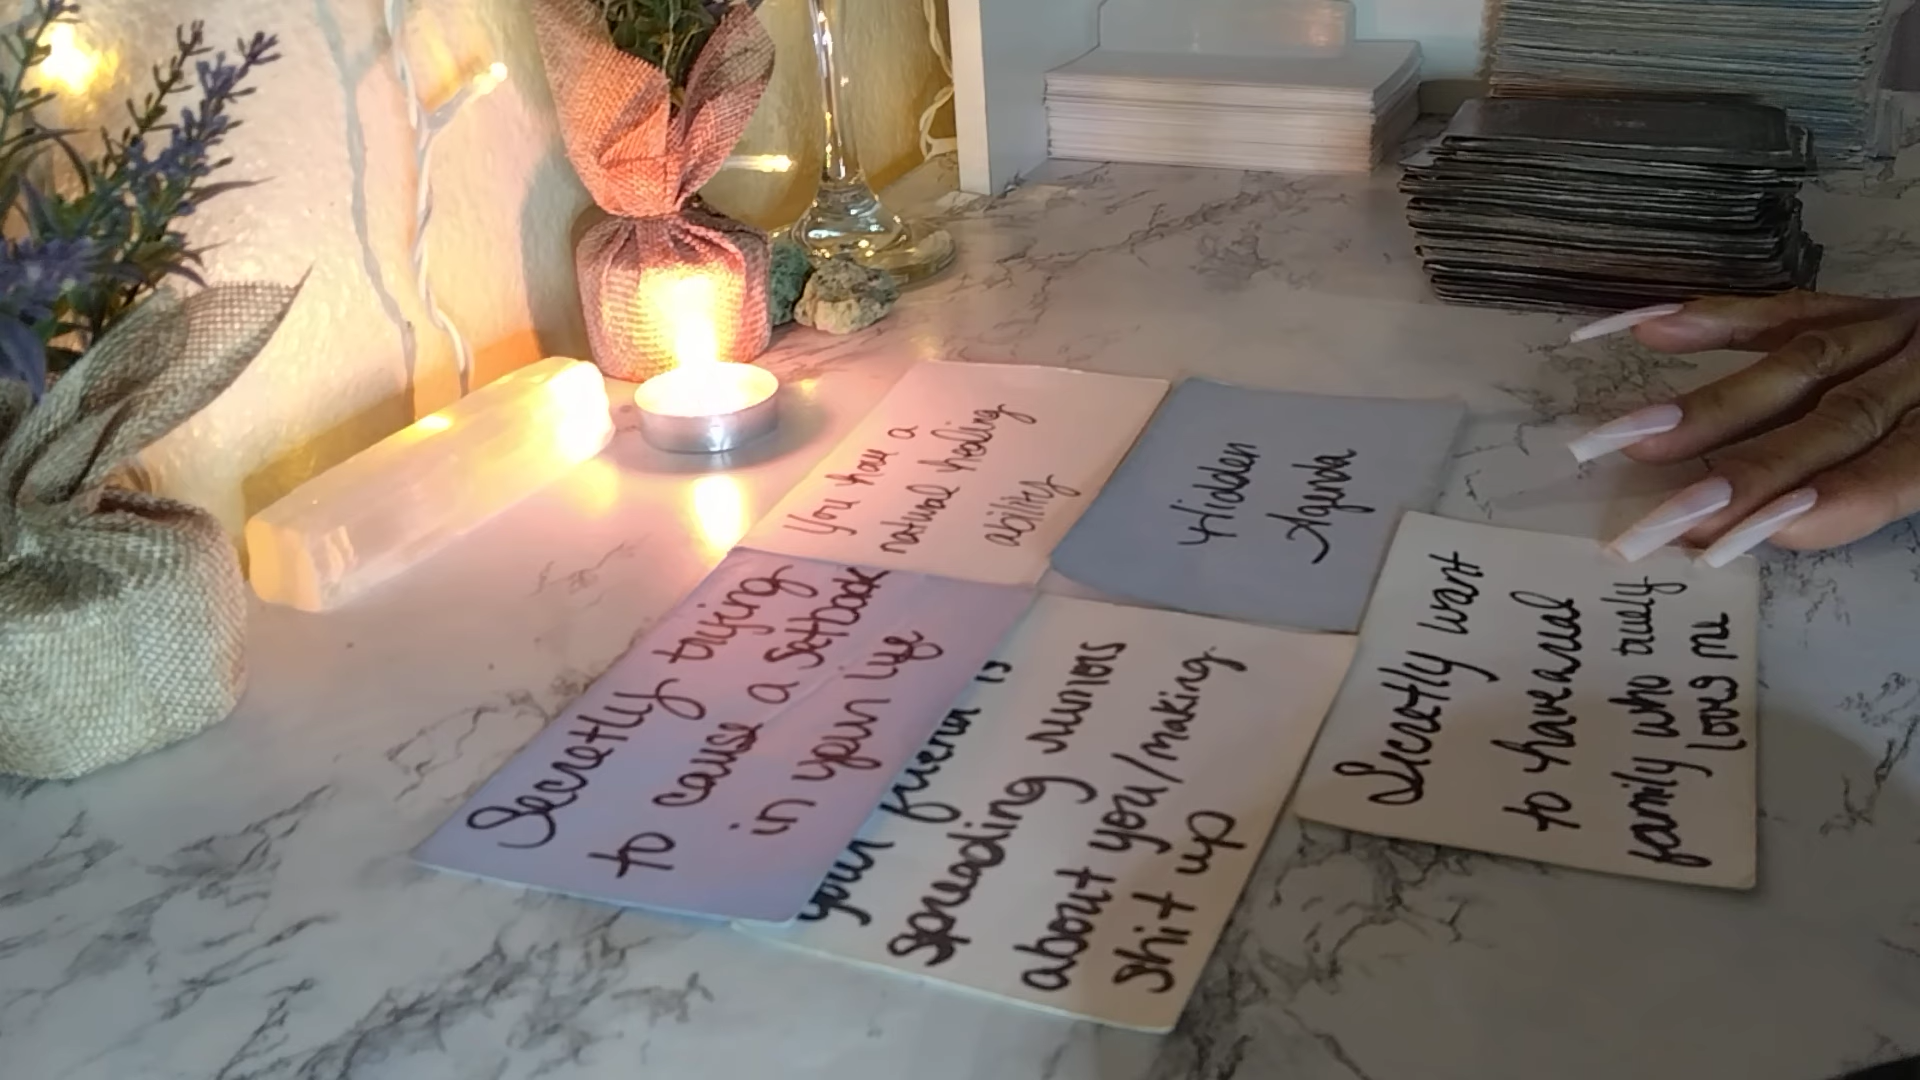 You have a
natural healing
ability
Hidden
Agenda
Secretly trying
to cause a setback
in your life
your friend is
spreading rumors
about you/making
shit up
Secretly want
to have a real
family who truely
loves me